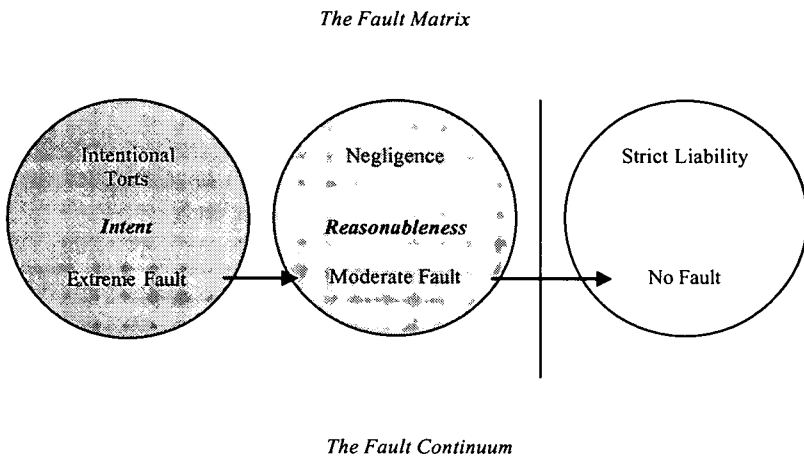 The Fault Matrix
Intentional
Torts
Intent
Extreme Fault
Negligence
Reasonableness
Moderate Fault
Strict Liability
No Fault
The Fault Continuum